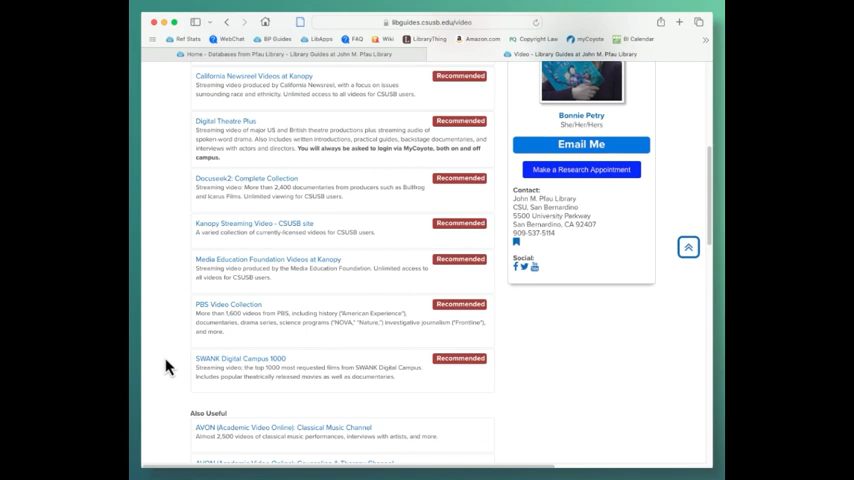 libguides.csusb.edu/video
Ref Stats WebChat BP Guides LibApps FAQ Wiki LibraryThing Amazon.com Copyright Law myCoyote BI Calendar
Home - Databases from Pfau Library - Library Guides at John M. Pfau Library
Video - Library Guides at John M. Pfau Library
California Newsreel Videos at Kanopy
Recommended
Streaming video produced by California Newsreel, with a focus on issues
surrounding race and ethnicity. Unlimited access to all videos for CSUSB users.
Digital Theatre Plus
Recommended
Streaming video of major US and British theatre productions plus streaming audio of
spoken-word drama. Also includes written introductions, practical guides, backstage documentaries, and
interviews with actors and directors. You will always be asked to login via MyCoyote, both on and off
campus.
Docuseek2: Complete Collection
Recommended
Streaming video. More than 2,400 documentaries from producers such as Bullfrog
and Icarus Films. Unlimited viewing for CSUSB users.
Kanopy Streaming Video - CSUSB site
Recommended
A varied collection of currently-licensed videos for CSUSB users.
Media Education Foundation Videos at Kanopy
Recommended
Streaming video produced by the Media Education Foundation. Unlimited access to
all videos for CSUSB users.
PBS Video Collection
Recommended
More than 1,600 videos from PBS, including history ("American Experience"),
documentaries, drama series, science programs ("NOVA," "Nature,") investigative journalism ("Frontline"),
and more.
SWANK Digital Campus 1000
Recommended
Streaming video, the top 1000 most requested films from SWANK Digital Campus.
Includes popular theatrically released movies as well as documentaries.
Also Useful
AVON (Academic Video Online): Classical Music Channel
Almost 2,500 videos of classical music performances, interviews with artists, and more
AVON (Academic Video Online): Counseling & Therapy Channel
Bonnie Petry
She/Her/Hers
Email Me
Make a Research Appointment
Contact:
John M. Pfau Library
CSU, San Bernardino
5500 University Parkway
San Bernardino, CA 92407
909-537-5114
Social: